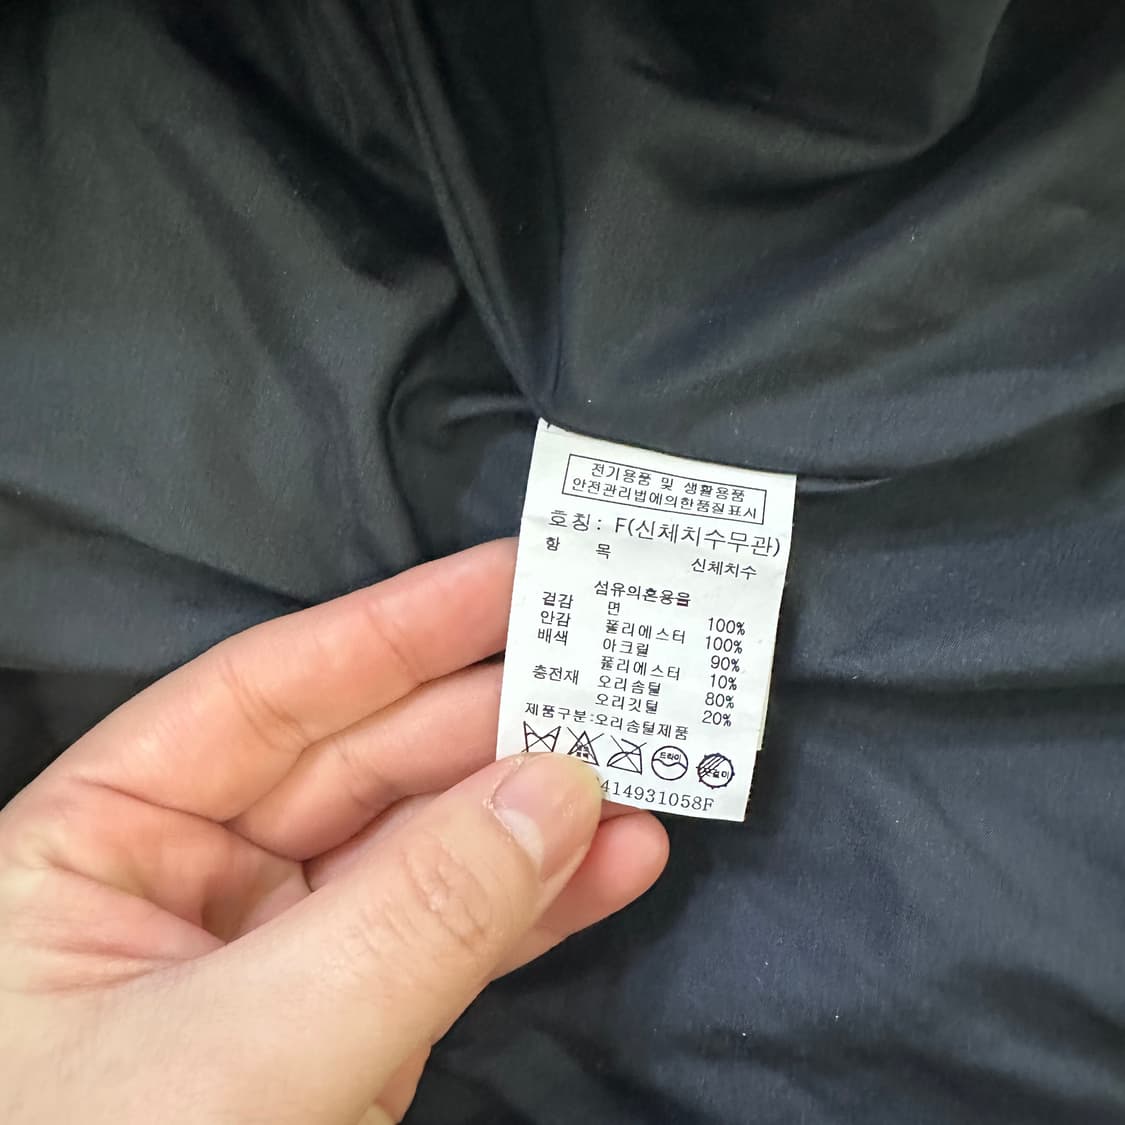 전기용품 및 생활용품
안전관리법에의한품질표시
호칭: F(신체치수무관)
항 목 신체치수
섬유의혼용율
겉감 면 100%
안감 폴리에스터 100%
배색 아크릴 90%
폴리에스터 10%
충전재 오리솜털 80%
오리깃털 20%
제품구분:오리솜털제품
드라이
414931058F